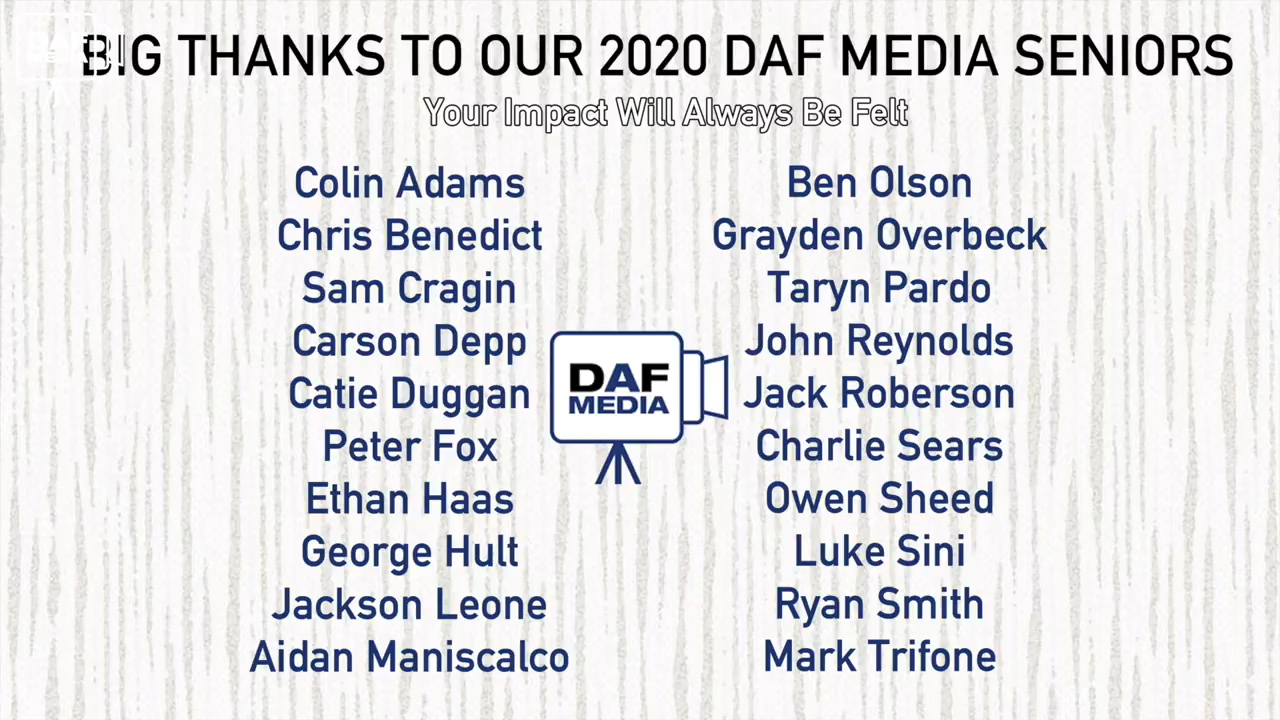 BIG THANKS TO OUR 2020 DAF MEDIA SENIORS
Your Impact Will Always Be Felt
Colin Adams
Chris Benedict
Sam Cragin
Carson Depp
Catie Duggan
Peter Fox
Ethan Haas
George Hult
Jackson Leone
Aidan Maniscalco
DAF
MEDIA
Ben Olson
Grayden Overbeck
Taryn Pardo
John Reynolds
Jack Roberson
Charlie Sears
Owen Sheed
Luke Sini
Ryan Smith
Mark Trifone